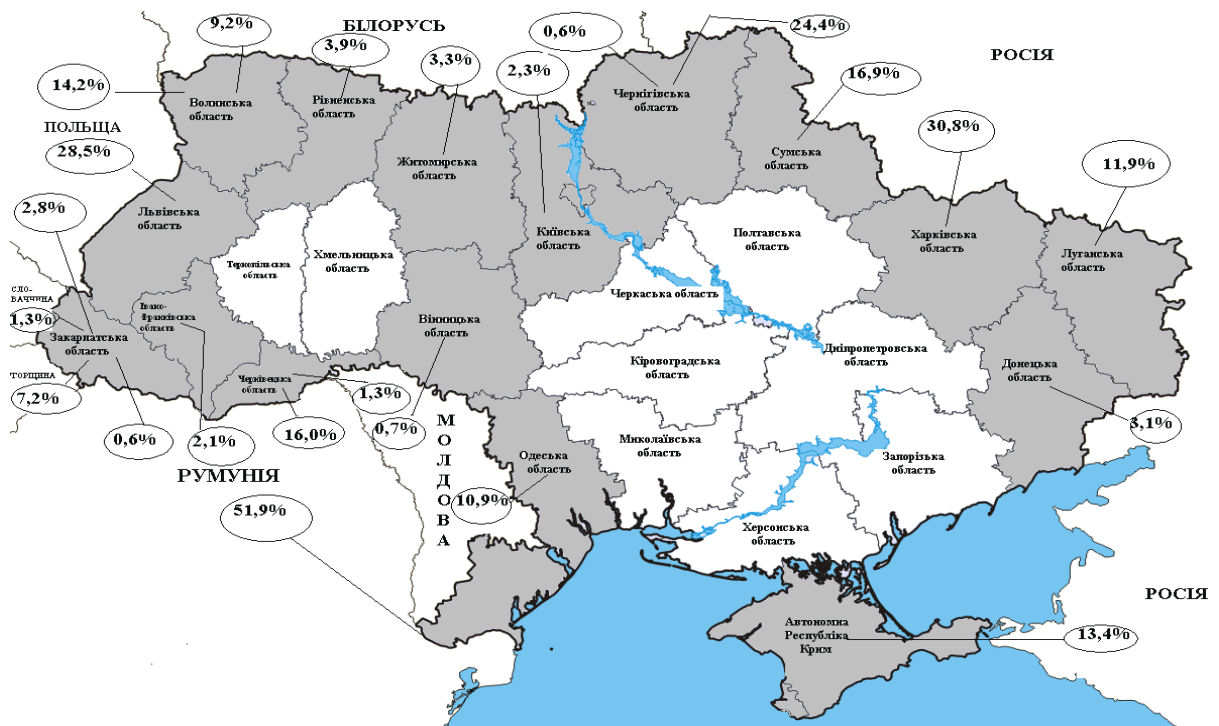 9,2%
БІЛОРУСЬ
0,6%
24,4%
3,9%
3,3%
2,3%
РОСІЯ
14,2%
16,9%
Волинська
область
Рівненська
область
Чернігівська
область
ПОЛЬЩА
28,5%
Житомирська
область
Сумська
область
30,8%
11,9%
2,8%
Львівська
область
Київська
область
Полтавська
область
Харківська
область
Луганська
область
Тернопільська
область
Хмельницька
область
СЛО-
ВАЧЧИНА
1,3%
Закарпатська
область
Івано-
Франківська
область
Вінницька
область
Черкаська область
Кіровоградська
область
Дніпропетровська
область
Донецька
область
ТОРЩИНА
7,2%
Чернівецька
область
1,3%
0,6%
2,1%
16,0%
0,7%
3,1%
МОЛДОВА
Одеська
область
Миколаївська
область
Запорізька
область
РУМУНІЯ
51,9%
10,9%
Херсонська
область
РОСІЯ
Автономна
Республіка
Крим
13,4%